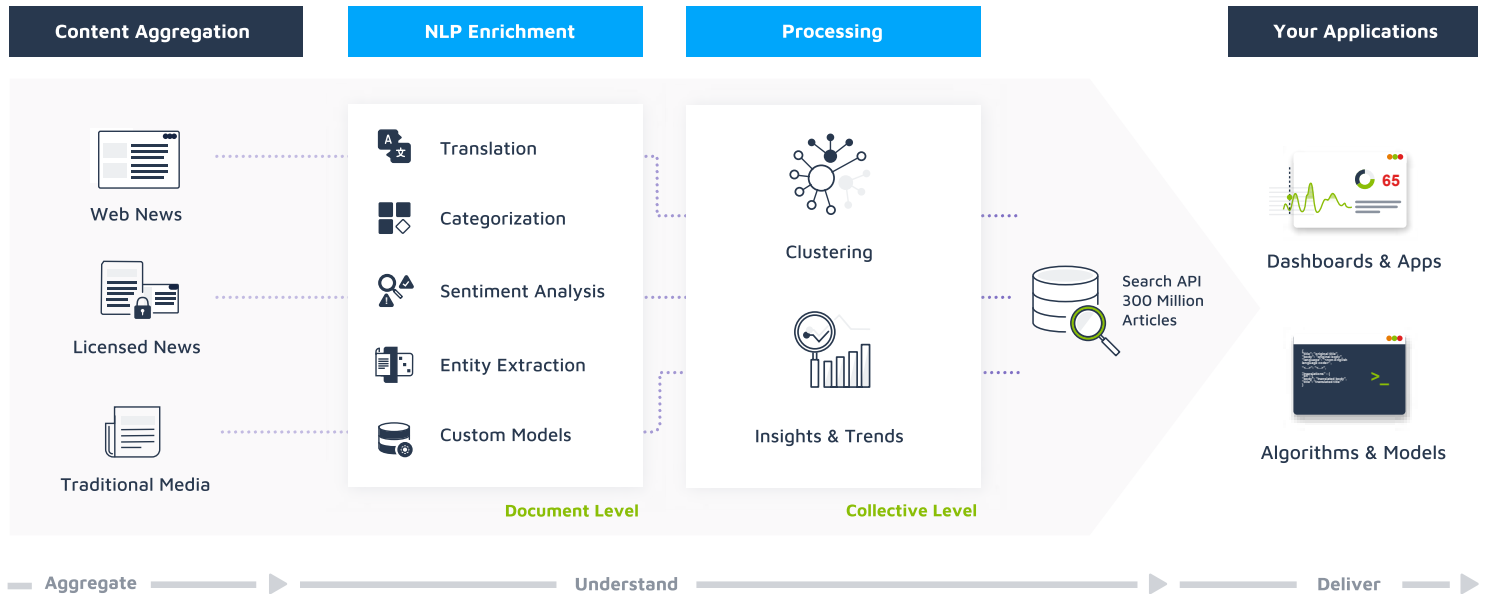 Content Aggregation
NLP Enrichment
Processing
Your Applications
Web News
Licensed News
Traditional Media
A
文
Translation
Categorization
Sentiment Analysis
Entity Extraction
Custom Models
Document Level
Clustering
Insights & Trends
Collective Level
Search API
300 Million
Articles
65
Dashboards & Apps
>_
Algorithms & Models
Aggregate
Understand
Deliver